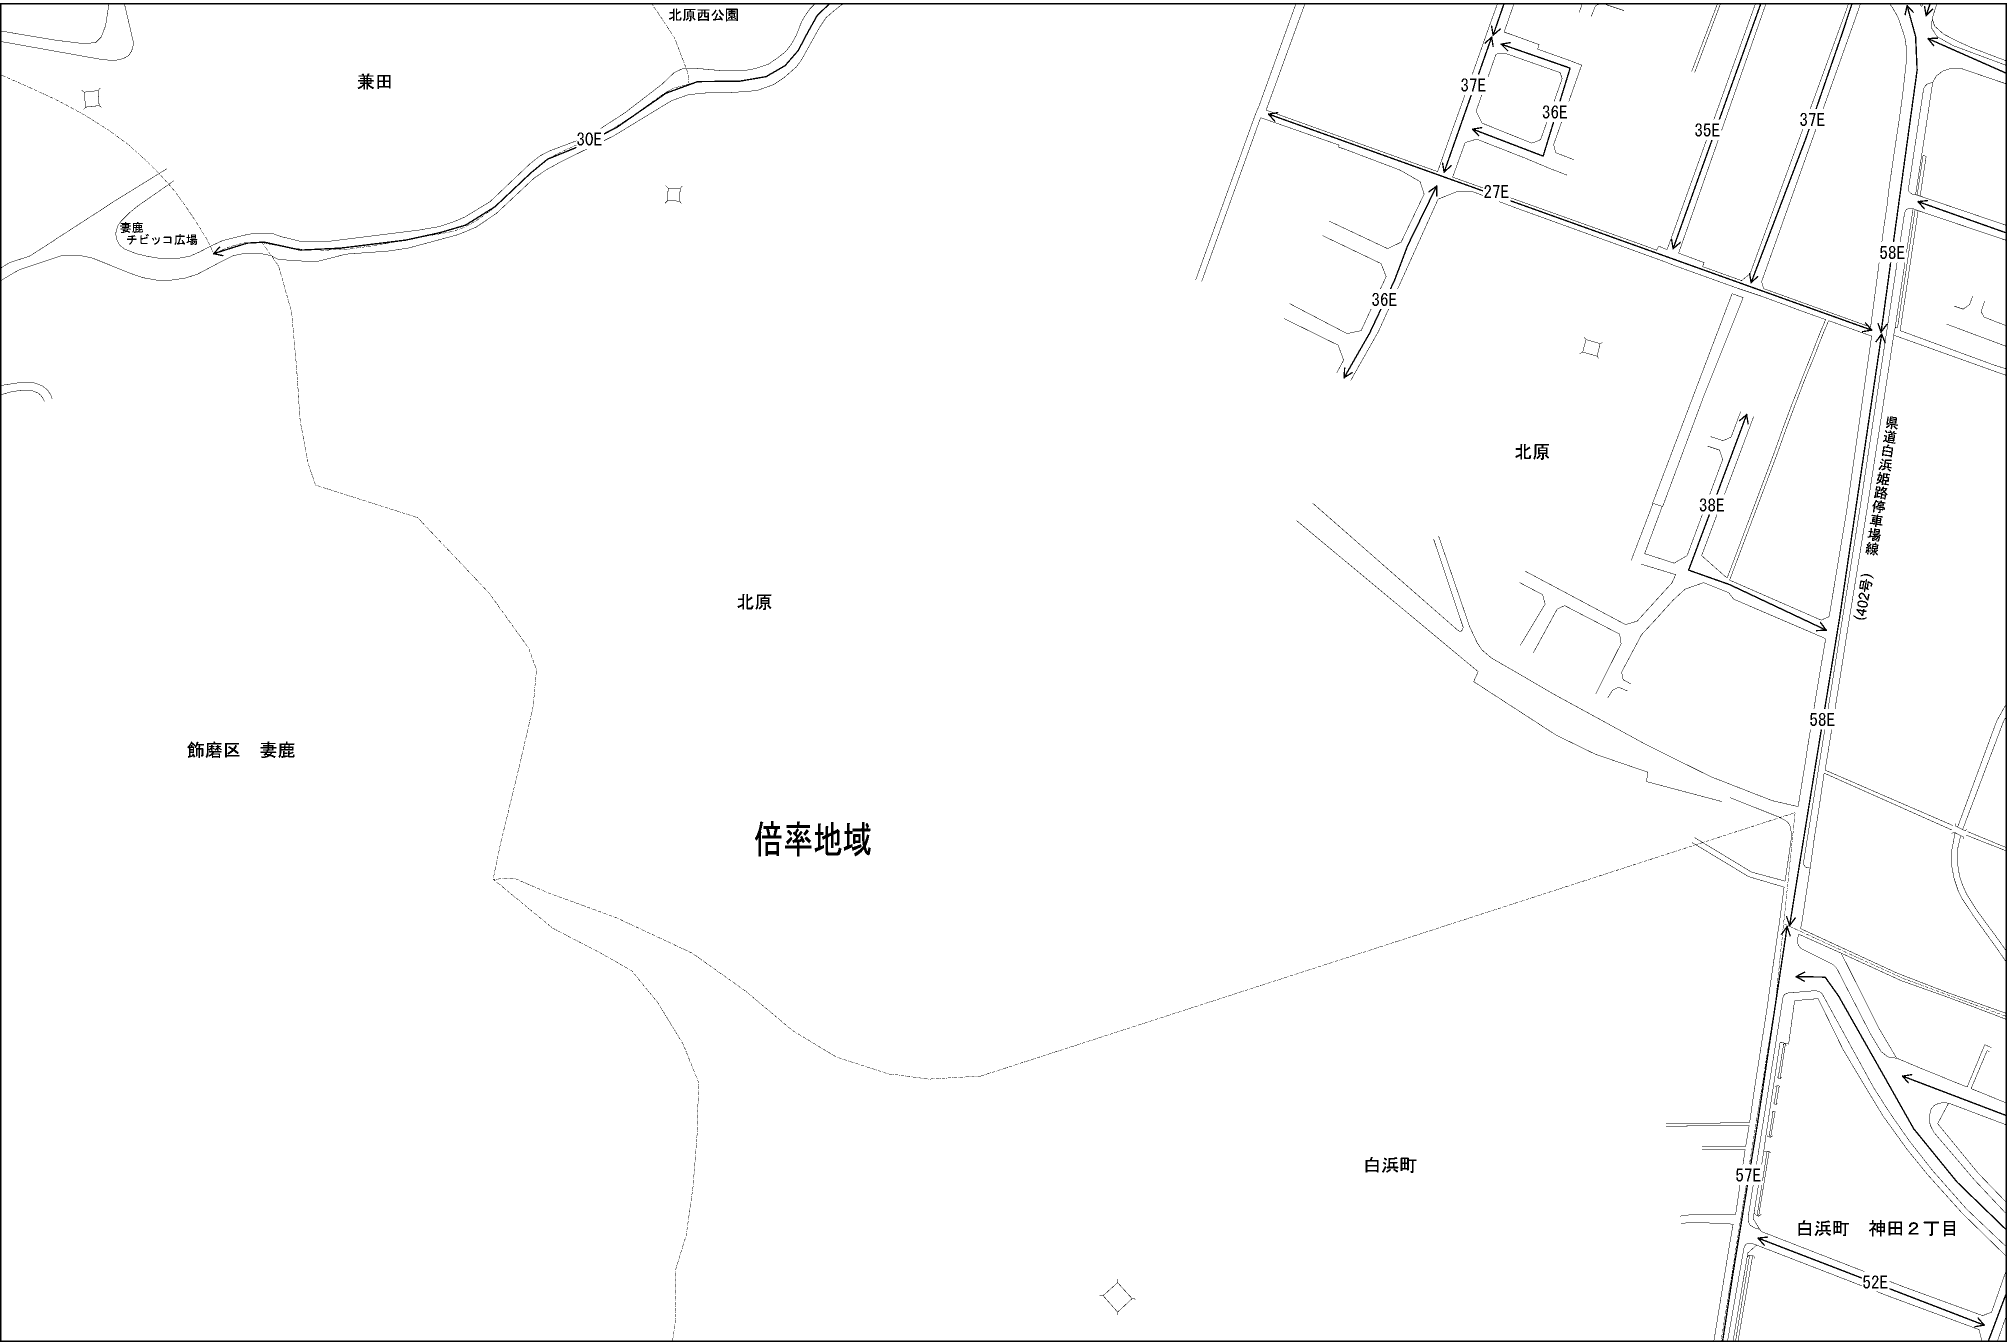 北原西公園
兼田
37E
36E
35E
37E
30E
27E
妻鹿
チビッコ広場
58E
36E
北原
県道白浜姫路停車場線
(402号)
38E
北原
58E
飾磨区　妻鹿
倍率地域
白浜町
57E
白浜町　神田２丁目
52E